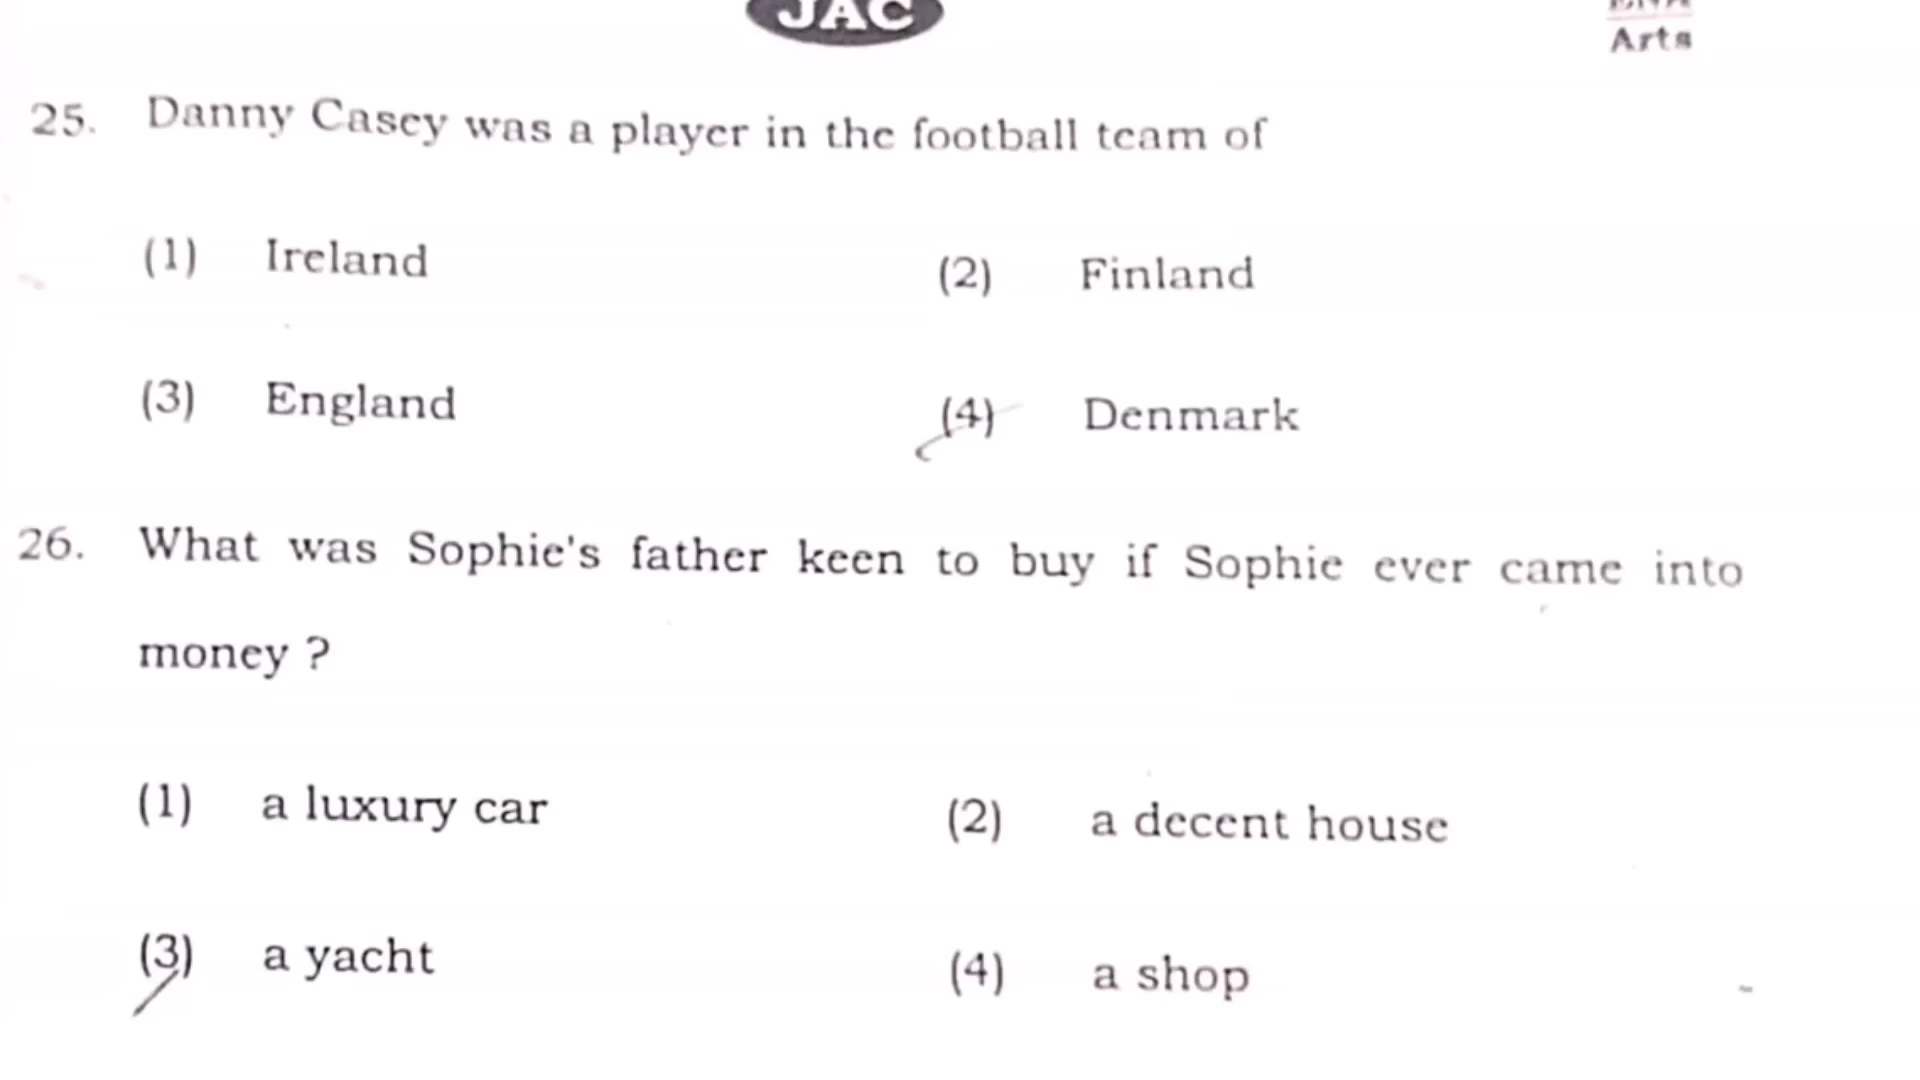 JAC
Arts
25. Danny Casey was a player in the football team of
(1) Ireland (2) Finland
(3) England (4) Denmark
26. What was Sophie's father keen to buy if Sophie ever came into
money ?
(1) a luxury car (2) a decent house
(3) a yacht (4) a shop